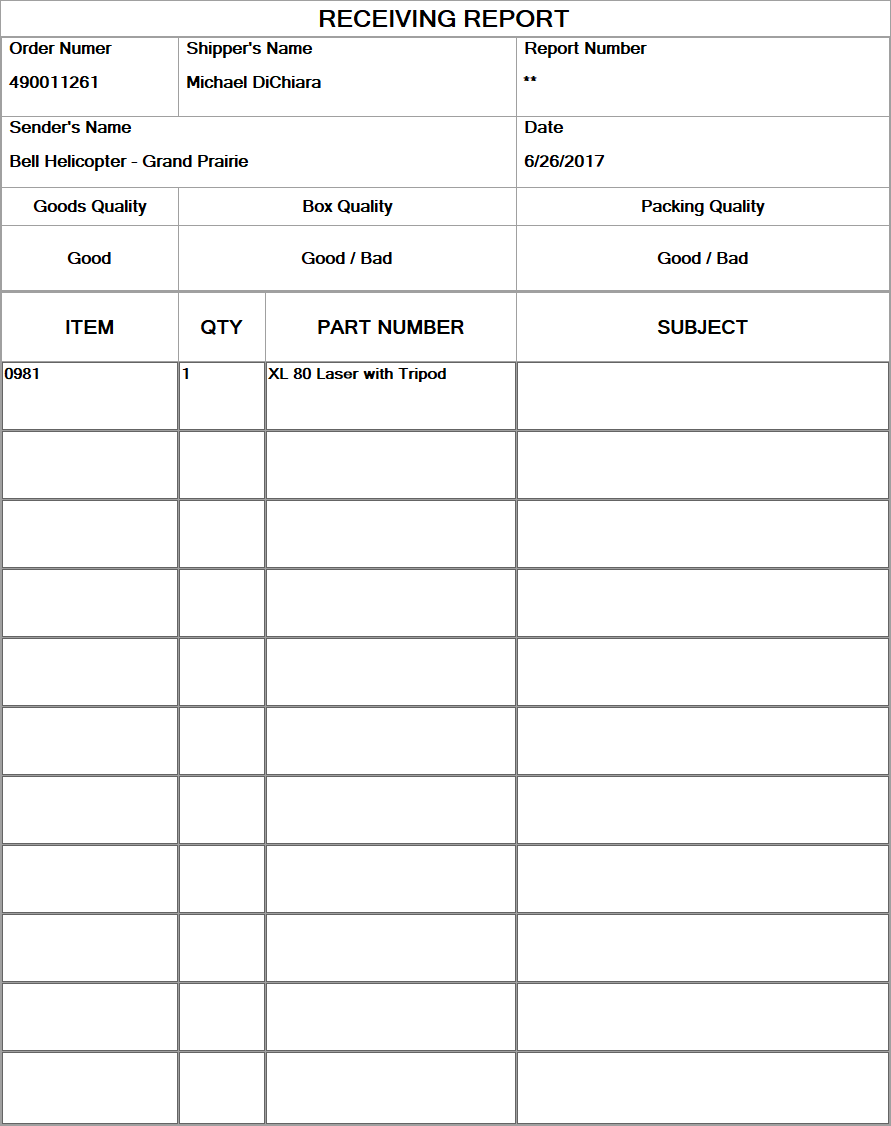 RECEIVING REPORT
Order Numer Shipper's Name Report Number
490011261 Michael DiChiara **
Sender's Name Date
Bell Helicopter - Grand Prairie 6/26/2017
Goods Quality Box Quality Packing Quality
Good Good / Bad Good / Bad
ITEM QTY PART NUMBER SUBJECT
0981 1 XL 80 Laser with Tripod